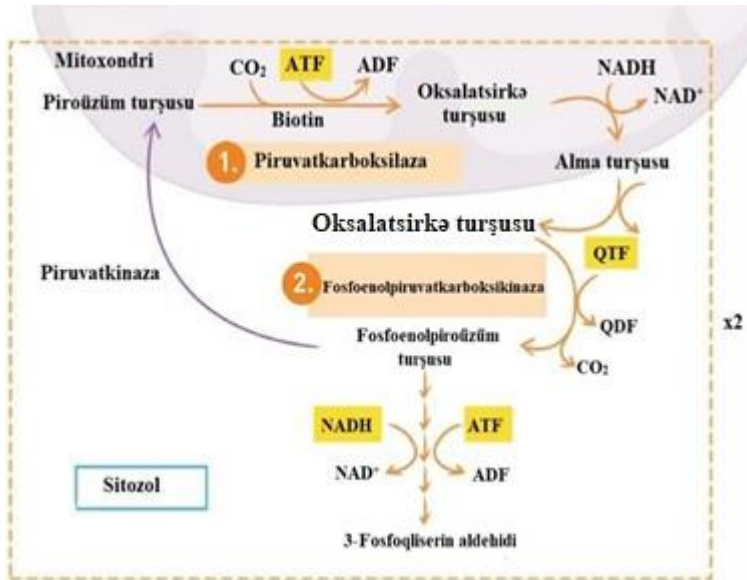 Mitoxondri
CO₂ ATF ADF
NADH
Piroüzüm turşusu
Oksalatsirkə
turşusu
NAD⁺
Biotin
1. Piruvatkarboksilaza
Alma turşusu
Oksalatsirkə turşusu
QTF
Piruvatkinaza
2. Fosfoenolpiruvatkarboksikinaza
QDF
x2
Fosfoenolpiroüzüm
turşusu
CO₂
NADH ATF
NAD⁺ ADF
Sitozol
3-Fosfoqliserin aldehidi